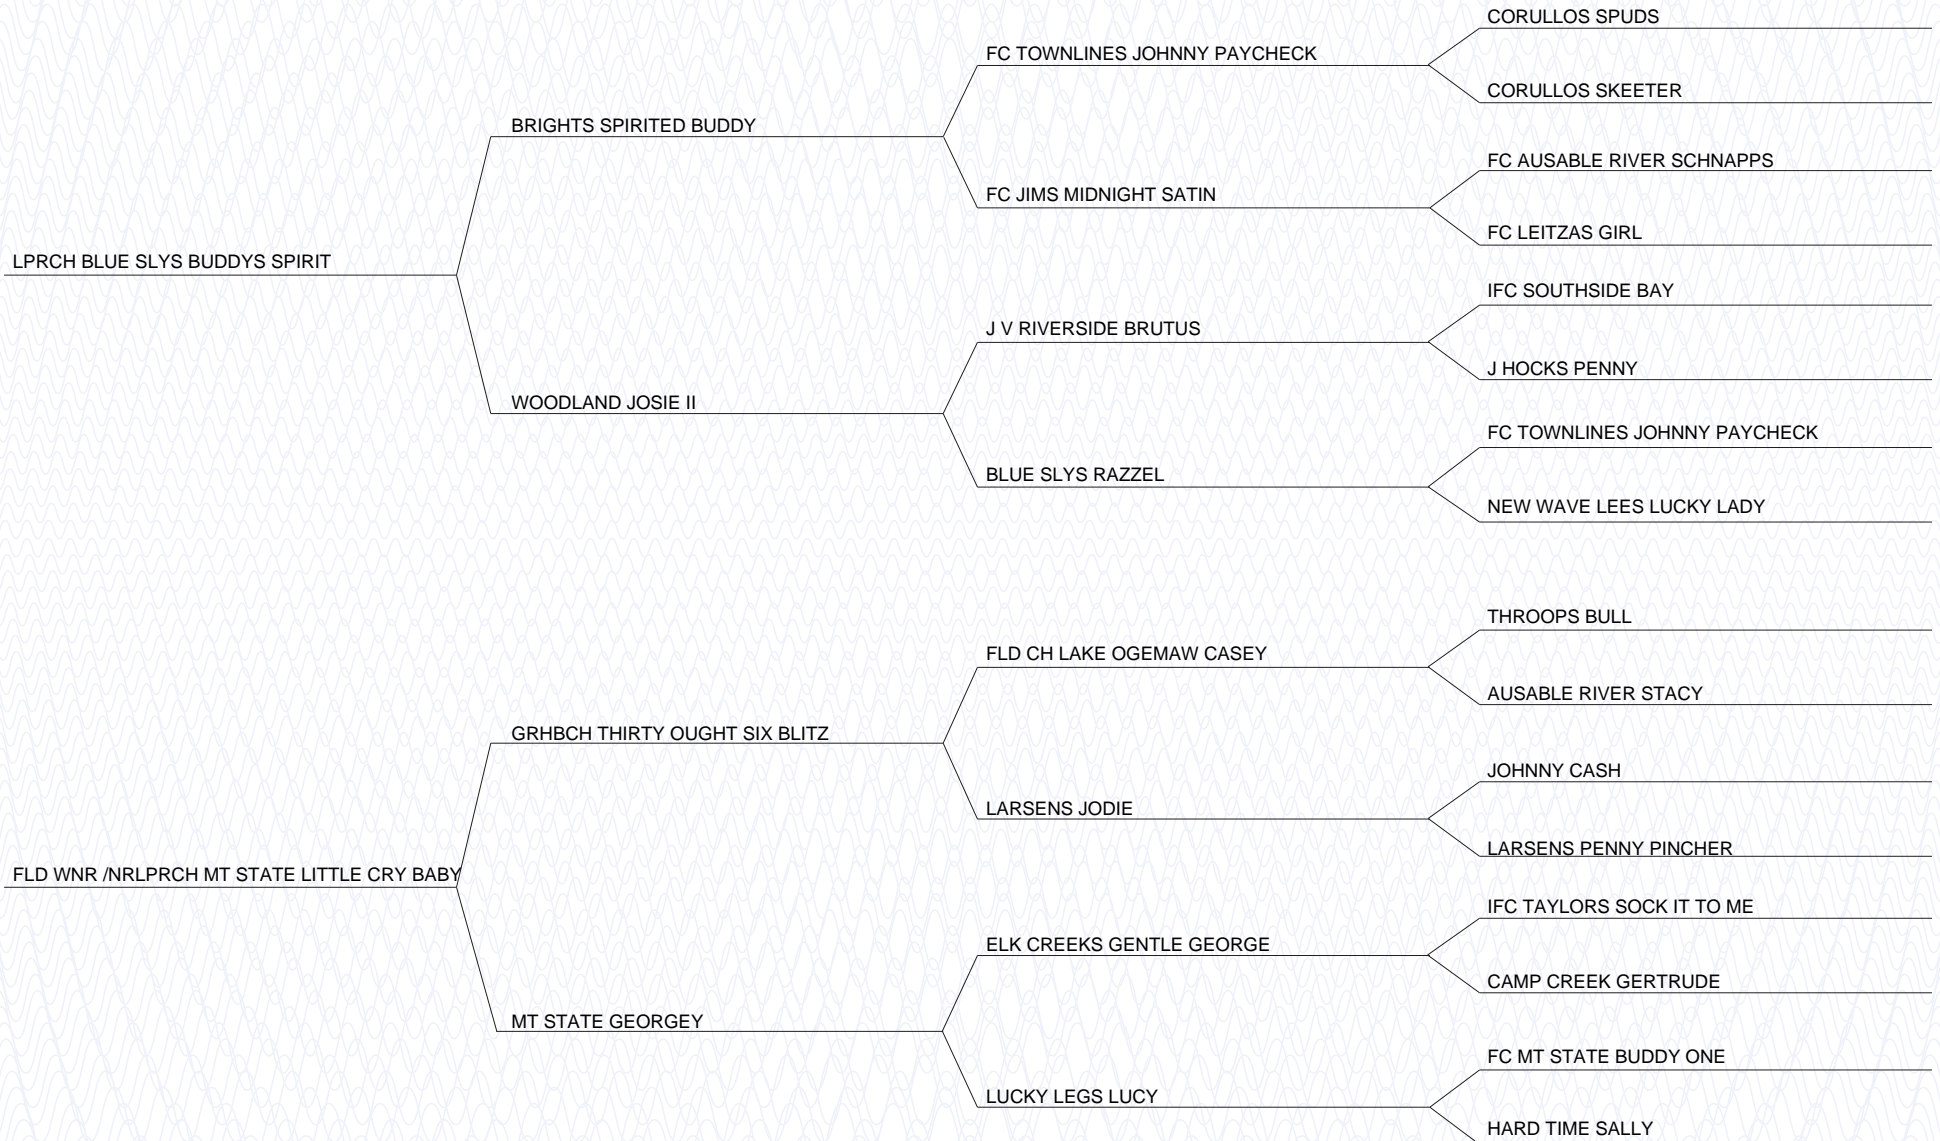 CORULLOS SPUDS
FC TOWNLINES JOHNNY PAYCHECK
CORULLOS SKEETER
BRIGHTS SPIRITED BUDDY
FC AUSABLE RIVER SCHNAPPS
FC JIMS MIDNIGHT SATIN
FC LEITZAS GIRL
LPRCH BLUE SLYS BUDDYS SPIRIT
IFC SOUTHSIDE BAY
J V RIVERSIDE BRUTUS
J HOCKS PENNY
WOODLAND JOSIE II
FC TOWNLINES JOHNNY PAYCHECK
BLUE SLYS RAZZEL
NEW WAVE LEES LUCKY LADY
THROOPS BULL
FLD CH LAKE OGEMAW CASEY
AUSABLE RIVER STACY
GRHBCH THIRTY OUGHT SIX BLITZ
JOHNNY CASH
LARSENS JODIE
LARSENS PENNY PINCHER
FLD WNR /NRLPRCH MT STATE LITTLE CRY BABY
IFC TAYLORS SOCK IT TO ME
ELK CREEKS GENTLE GEORGE
CAMP CREEK GERTRUDE
MT STATE GEORGEY
FC MT STATE BUDDY ONE
LUCKY LEGS LUCY
HARD TIME SALLY